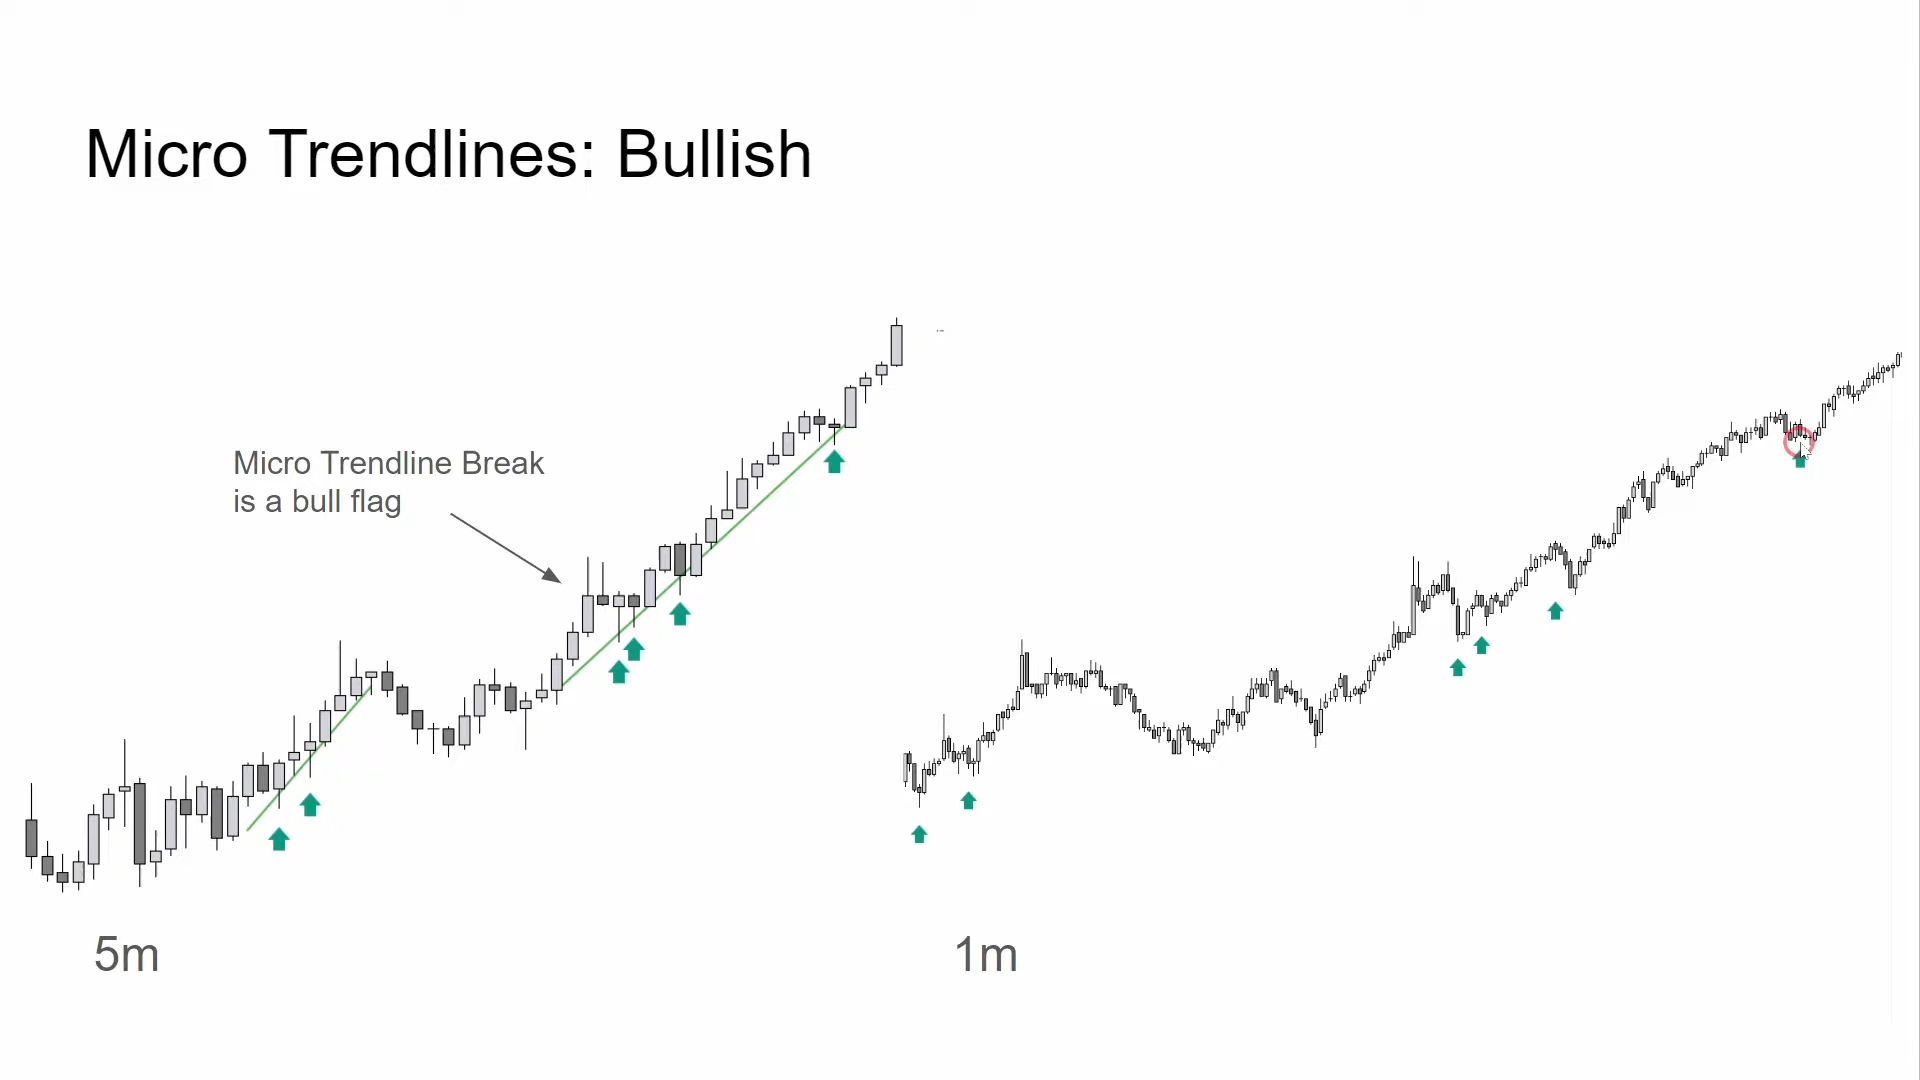 Micro Trendlines: Bullish
Micro Trendline Break
is a bull flag
5m
1m